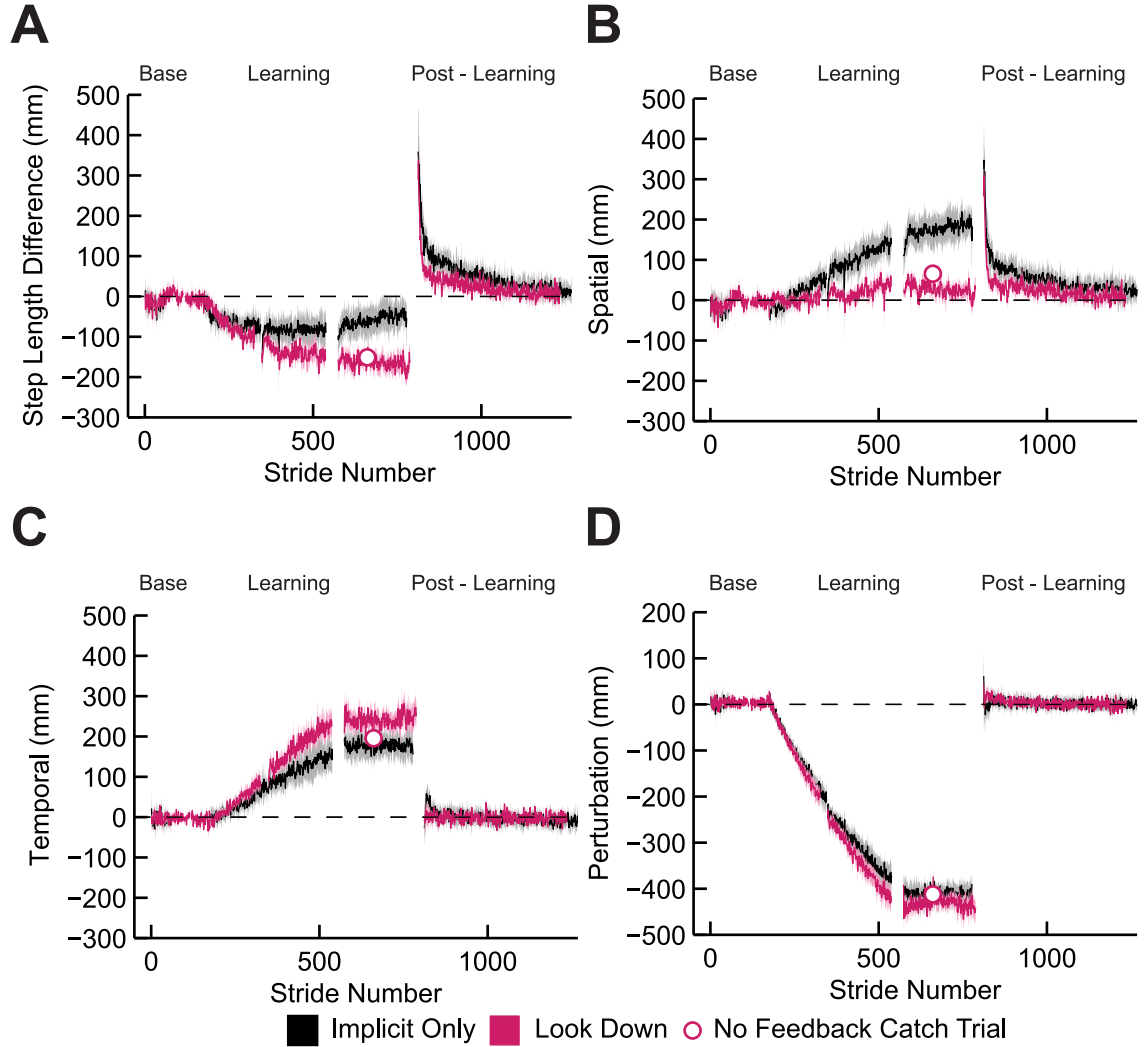 A
Base Learning Post - Learning
Step Length Difference (mm)
500
400
300
200
100
0
−100
−200
−300
0 500 1000
Stride Number
B
Base Learning Post - Learning
Spatial (mm)
500
400
300
200
100
0
−100
−200
−300
0 500 1000
Stride Number
C
Base Learning Post - Learning
Temporal (mm)
500
400
300
200
100
0
−100
−200
−300
0 500 1000
Stride Number
D
Base Learning Post - Learning
Perturbation (mm)
200
100
0
−100
−200
−300
−400
−500
0 500 1000
Stride Number
Implicit Only Look Down No Feedback Catch Trial